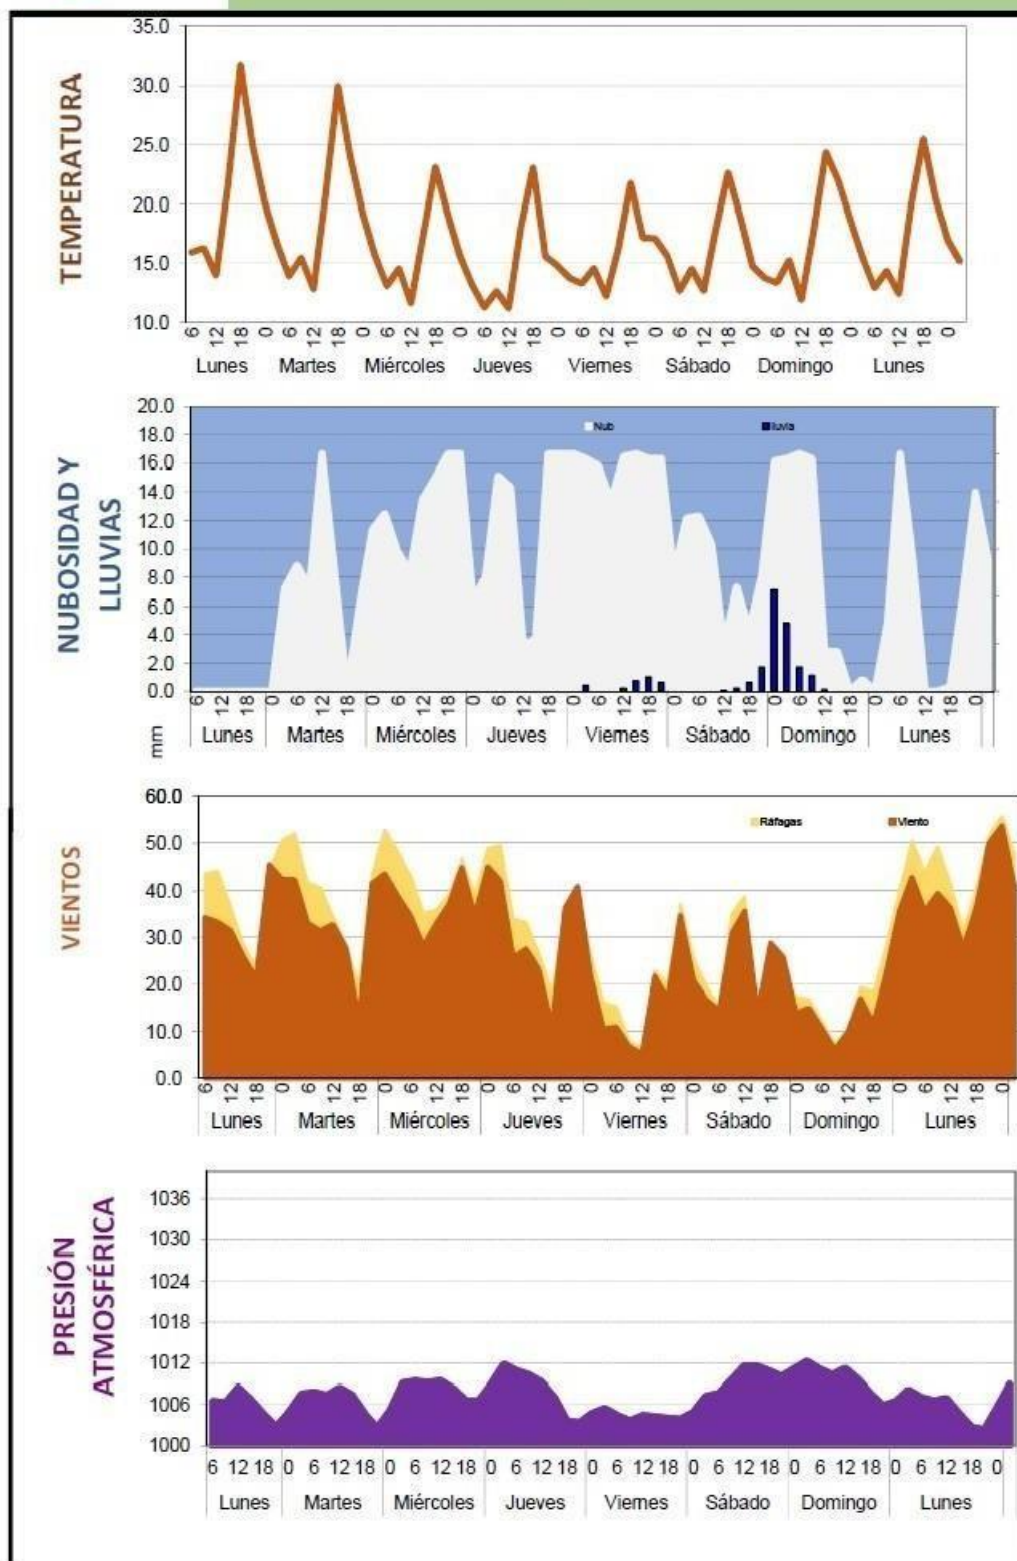 TEMPERATURA
35.0
30.0
25.0
20.0
15.0
10.0
6 12 18 0 6 12 18 0 6 12 18 0 6 12 18 0 6 12 18 0 6 12 18 0 6 12 18 0 6 12 18 0
Lunes Martes Miércoles Jueves Viernes Sábado Domingo Lunes
NUBOSIDAD Y
LLUVIAS
20.0
18.0
16.0
14.0
12.0
10.0
8.0
6.0
4.0
2.0
0.0
Nub lluvia
6 12 18 0 6 12 18 0 6 12 18 0 6 12 18 0 6 12 18 0 6 12 18 0 6 12 18 0 6 12 18 0
mm
Lunes Martes Miércoles Jueves Viernes Sábado Domingo Lunes
VIENTOS
60.0
50.0
40.0
30.0
20.0
10.0
0.0
Ráfagas Viento
6 12 18 0 6 12 18 0 6 12 18 0 6 12 18 0 6 12 18 0 6 12 18 0 6 12 18 0 6 12 18 0
Lunes Martes Miércoles Jueves Viernes Sábado Domingo Lunes
PRESIÓN
ATMOSFÉRICA
1036
1030
1024
1018
1012
1006
1000
6 12 18 0 6 12 18 0 6 12 18 0 6 12 18 0 6 12 18 0 6 12 18 0 6 12 18 0 6 12 18 0
Lunes Martes Miércoles Jueves Viernes Sábado Domingo Lunes